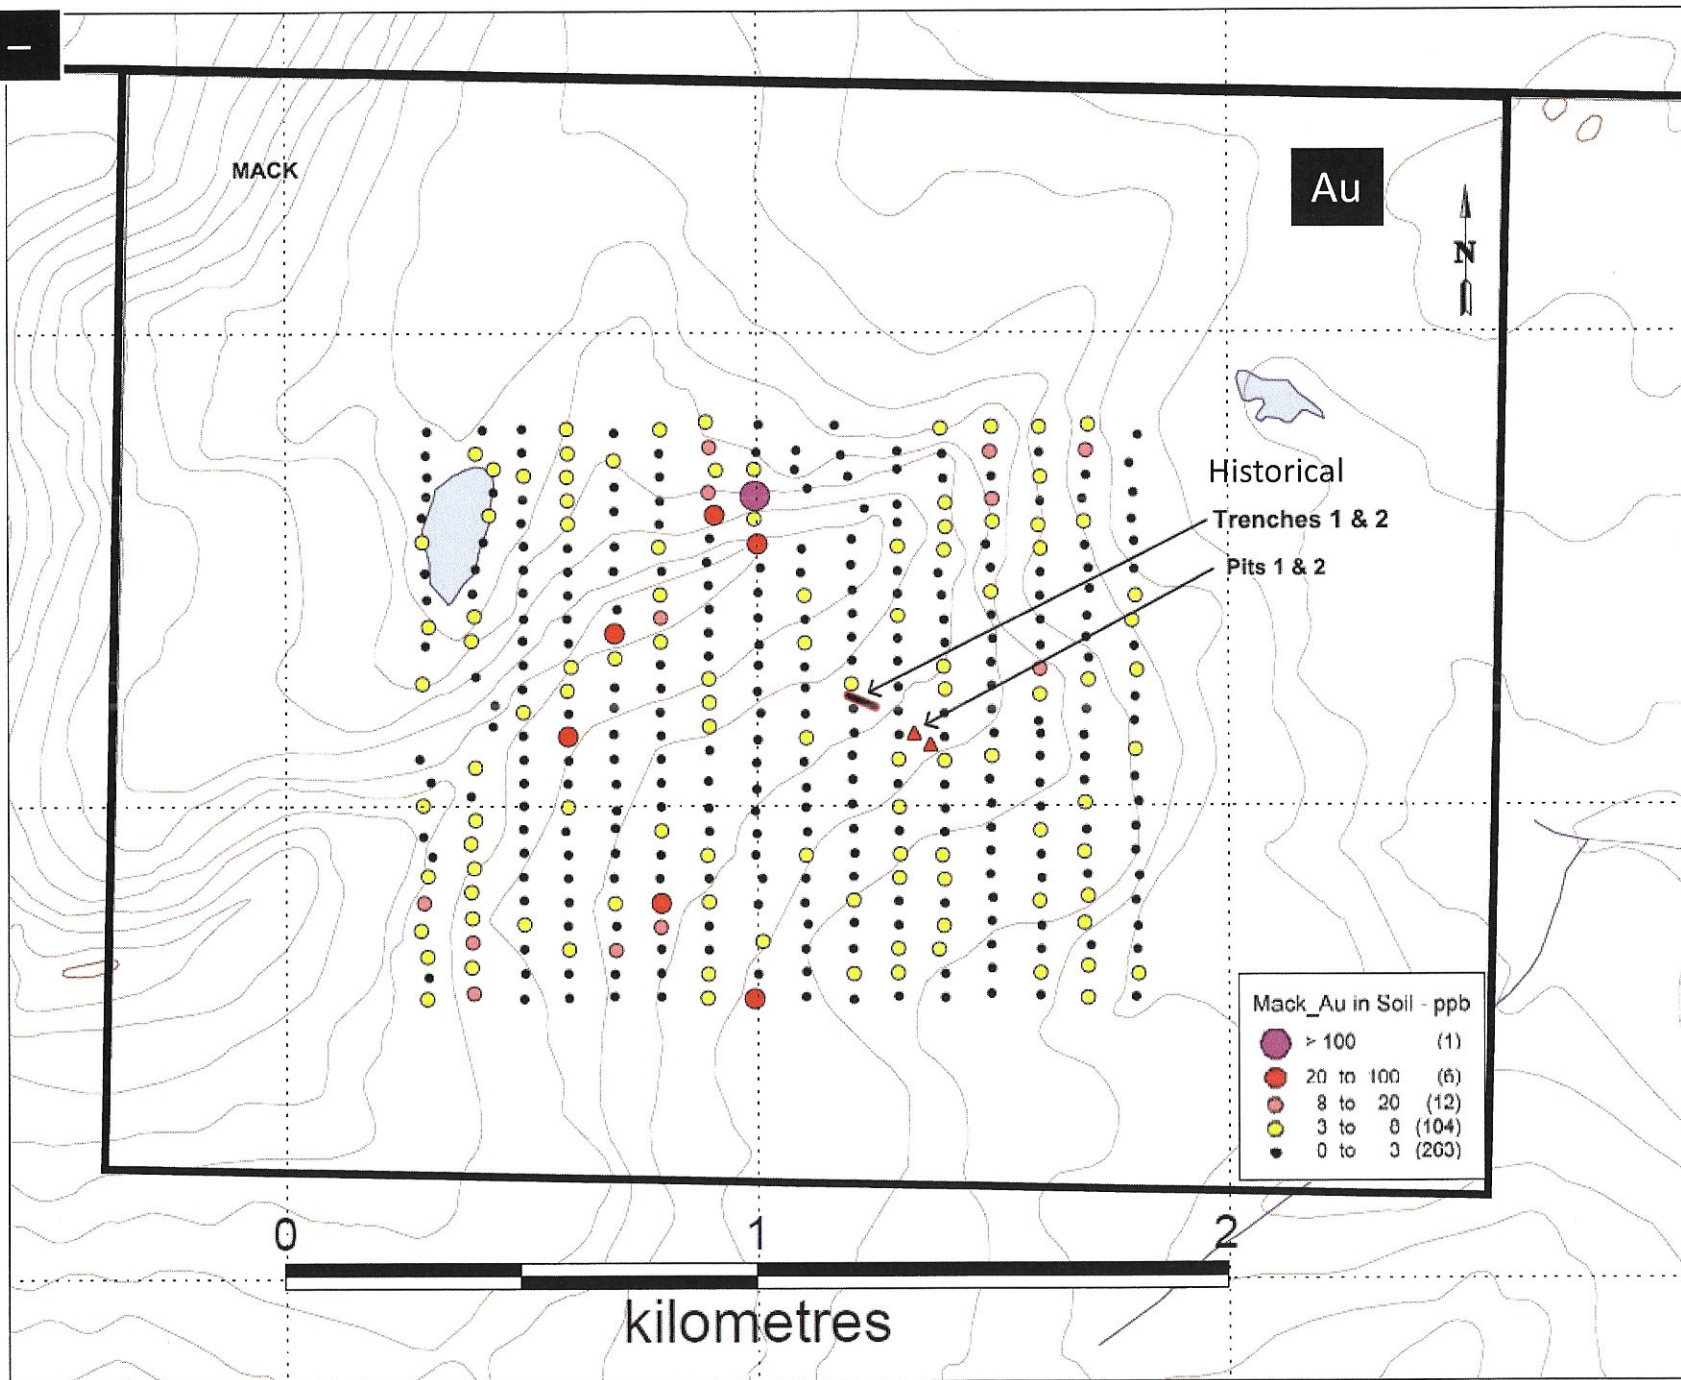 –
MACK
Au
N
Historical
Trenches 1 & 2
Pits 1 & 2
Mack_Au in Soil - ppb
> 100 (1)
20 to 100 (6)
8 to 20 (12)
3 to 8 (104)
0 to 3 (263)
0 1 2
kilometres